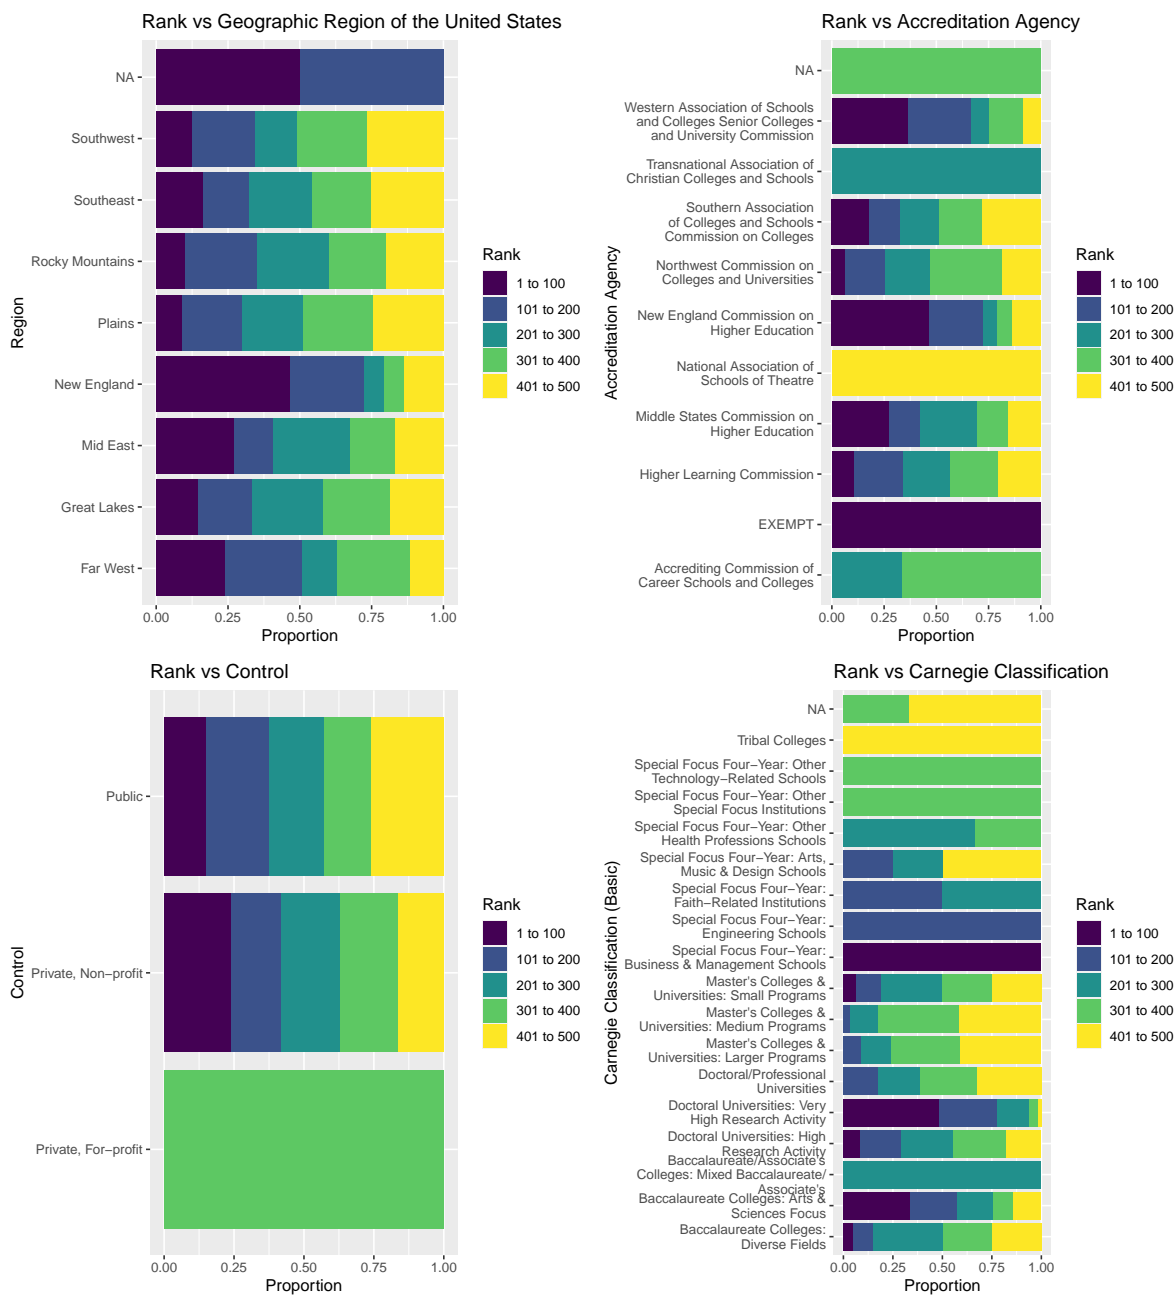 Rank vs Geographic Region of the United States
NA
Southwest
Southeast
Rocky Mountains
Plains
New England
Mid East
Great Lakes
Far West
Region
0.00
0.25
0.50
0.75
1.00
Proportion
Rank
1 to 100
101 to 200
201 to 300
301 to 400
401 to 500
Rank vs Accreditation Agency
NA
Western Association of Schools
and Colleges Senior Colleges
and University Commission
Transnational Association of
Christian Colleges and Schools
Southern Association
of Colleges and Schools
Commission on Colleges
Northwest Commission on
Colleges and Universities
New England Commission on
Higher Education
National Association of
Schools of Theatre
Middle States Commission on
Higher Education
Higher Learning Commission
EXEMPT
Accrediting Commission of
Career Schools and Colleges
Accreditation Agency
0.00
0.25
0.50
0.75
1.00
Proportion
Rank
1 to 100
101 to 200
201 to 300
301 to 400
401 to 500
Rank vs Control
Public
Private, Non−profit
Private, For−profit
Control
0.00
0.25
0.50
0.75
1.00
Proportion
Rank
1 to 100
101 to 200
201 to 300
301 to 400
401 to 500
Rank vs Carnegie Classification
NA
Tribal Colleges
Special Focus Four−Year: Other
Technology−Related Schools
Special Focus Four−Year: Other
Special Focus Institutions
Special Focus Four−Year: Other
Health Professions Schools
Special Focus Four−Year: Arts,
Music & Design Schools
Special Focus Four−Year:
Faith−Related Institutions
Special Focus Four−Year:
Engineering Schools
Special Focus Four−Year:
Business & Management Schools
Master's Colleges &
Universities: Small Programs
Master's Colleges &
Universities: Medium Programs
Master's Colleges &
Universities: Larger Programs
Doctoral/Professional
Universities
Doctoral Universities: Very
High Research Activity
Doctoral Universities: High
Research Activity
Baccalaureate/Associate's
Colleges: Mixed Baccalaureate/
Associate's
Baccalaureate Colleges: Arts &
Sciences Focus
Baccalaureate Colleges:
Diverse Fields
Carnegie Classification (Basic)
0.00
0.25
0.50
0.75
1.00
Proportion
Rank
1 to 100
101 to 200
201 to 300
301 to 400
401 to 500